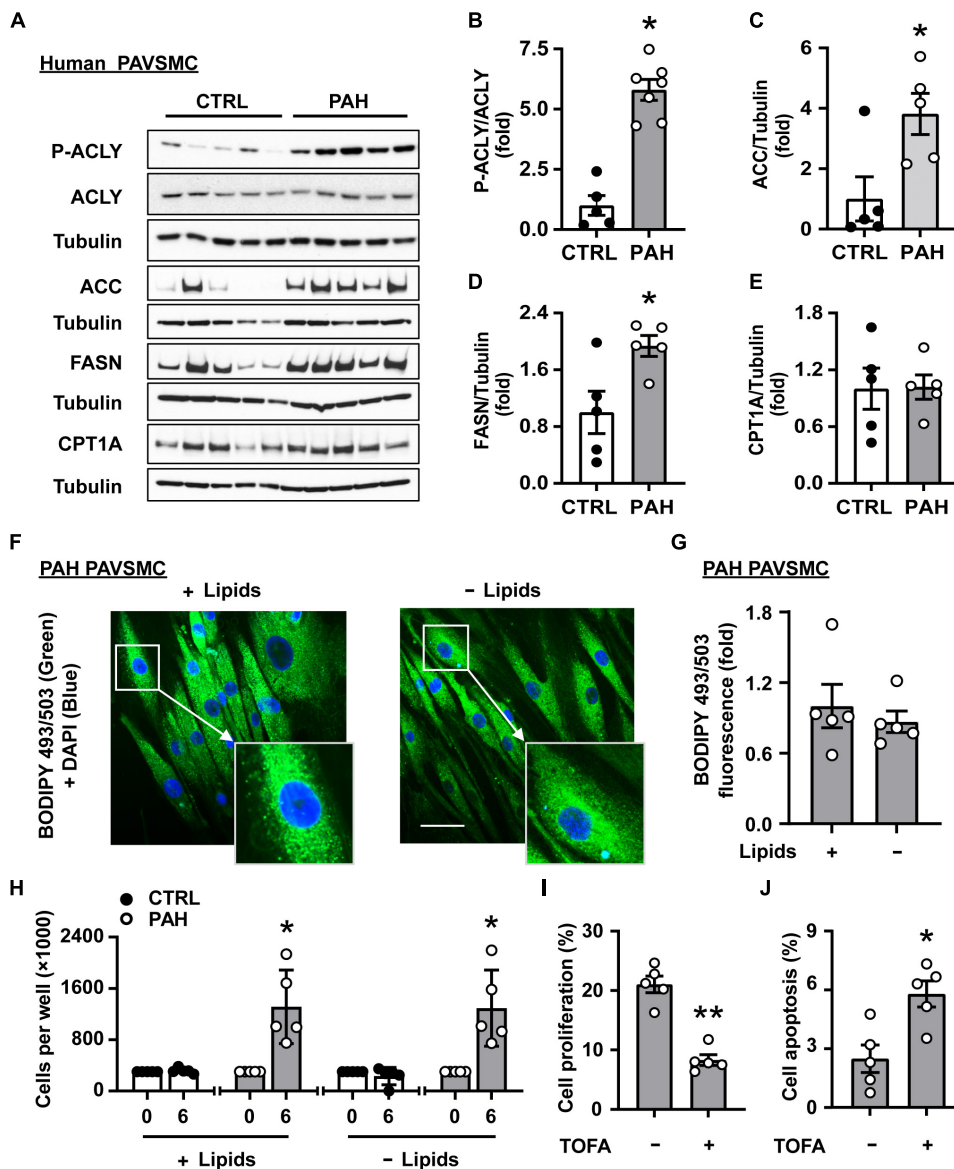 A
Human PAVSMC
CTRL PAH
P-ACLY
ACLY
Tubulin
ACC
Tubulin
FASN
Tubulin
CPT1A
Tubulin
B
P-ACLY/ACLY
(fold)
7.5
5.0
2.5
0.0
*
CTRL PAH
C
ACC/Tubulin
(fold)
6
4
2
0
*
CTRL PAH
D
FASN/Tubulin
(fold)
2.4
1.6
0.8
0.0
*
CTRL PAH
E
CPT1A/Tubulin
(fold)
1.8
1.2
0.6
0.0
CTRL PAH
F
PAH PAVSMC
+ Lipids − Lipids
BODIPY 493/503 (Green)
+ DAPI (Blue)
G
PAH PAVSMC
BODIPY 493/503
fluorescence (fold)
1.8
1.2
0.6
0.0
Lipids + −
H
CTRL
PAH
Cells per well (×1000)
2400
1600
800
0
* *
0 6 0 6 0 6 0 6
+ Lipids − Lipids
I
Cell proliferation (%)
30
20
10
0
**
TOFA − +
J
Cell apoptosis (%)
9
6
3
0
*
TOFA − +